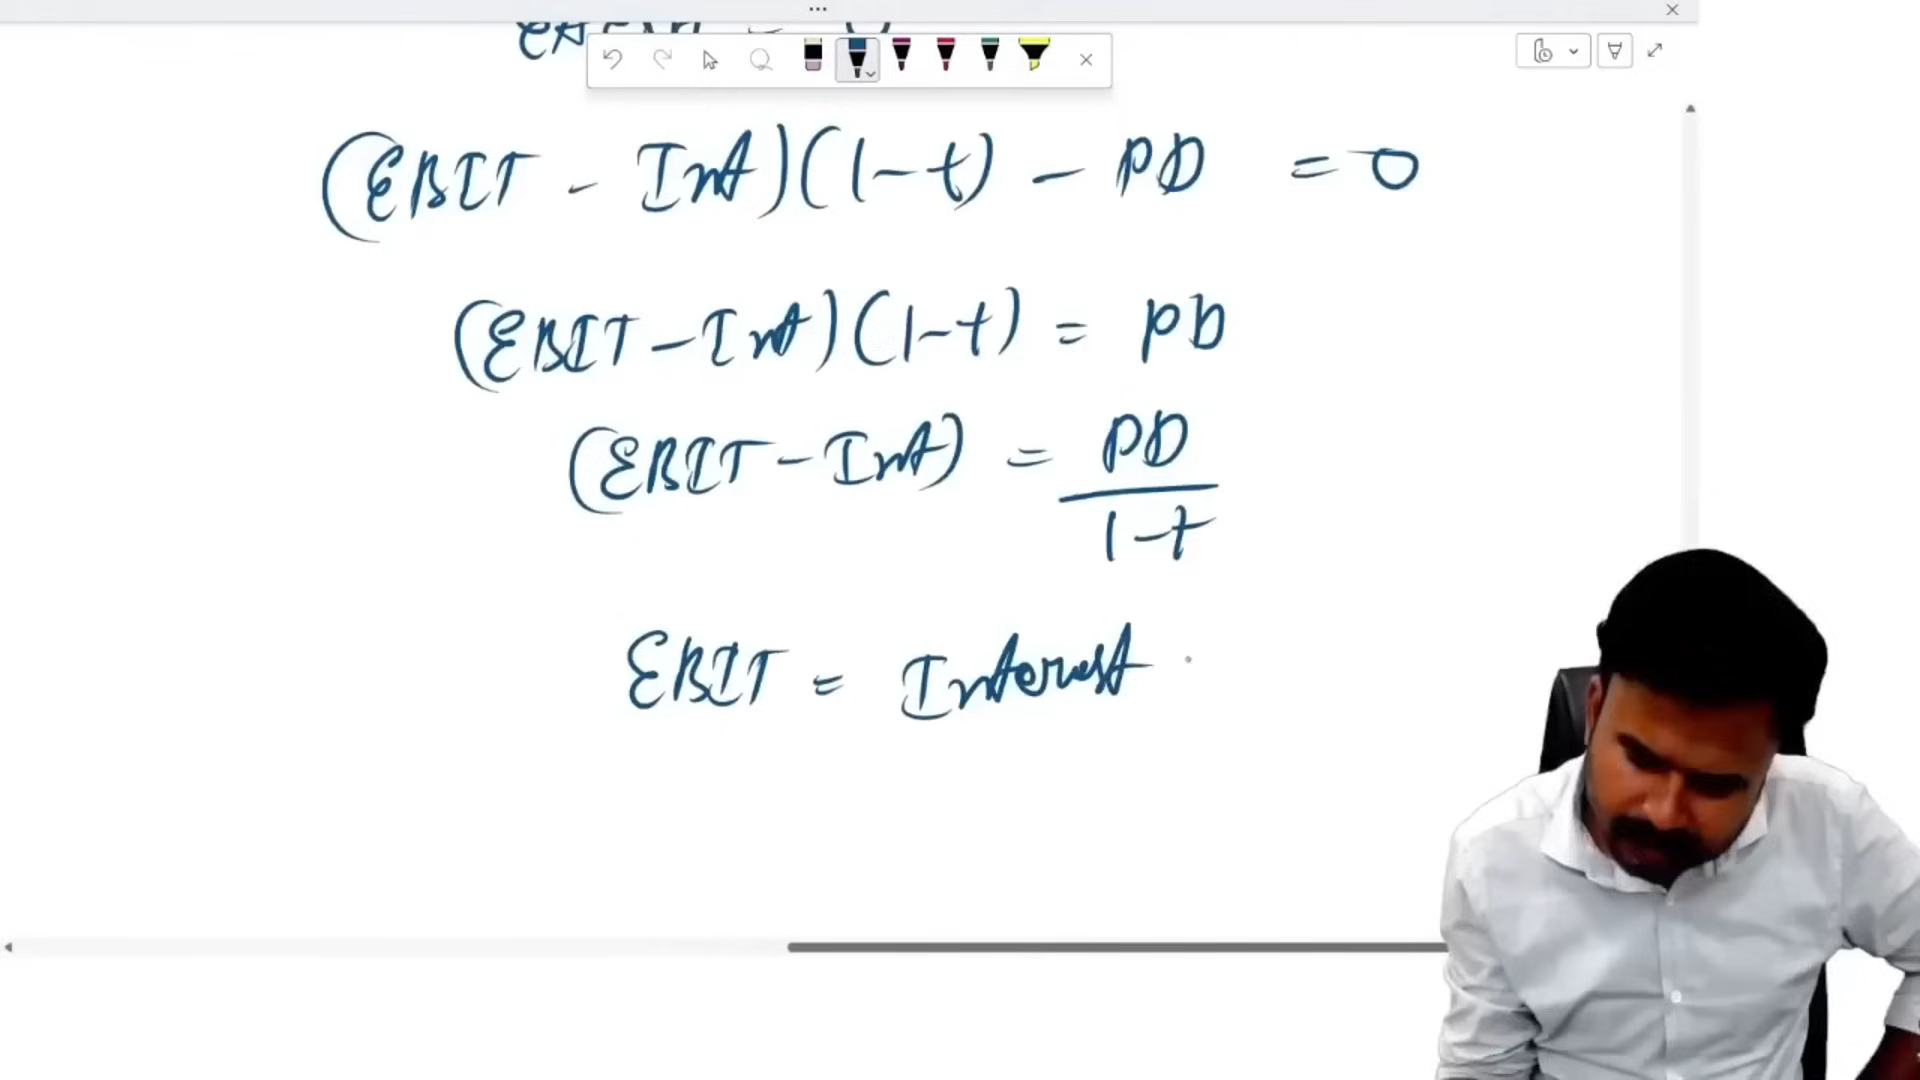 (EBIT - Int)(1-t) - PD = 0
(EBIT - Int)(1-t) = PD
(EBIT - Int) = PD
1-t
EBIT = Interest